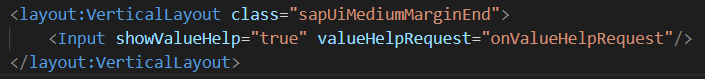 <layout:VerticalLayout class="sapUiMediumMarginEnd">
    <Input showValueHelp="true" valueHelpRequest="onValueHelpRequest"/>
</layout:VerticalLayout>